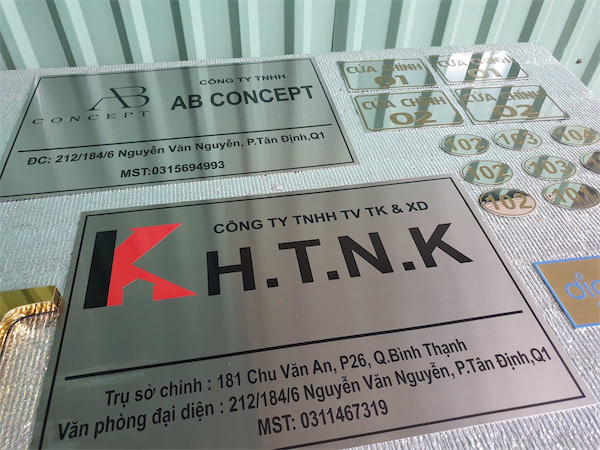 CÔNG TY TNHH
AB
CONCEPT
AB CONCEPT
ĐC: 212/184/6 Nguyễn Văn Nguyễn, P.Tân Định,Q1
MST:0315694993
CỬA CHÍNH
01
CỬA CHÍNH
01
CỬA CHÍNH
02
CỬA CHÍNH
02
102
103
104
102
CÔNG TY TNHH TV TK & XD
H.T.N.K
Trụ sở chính : 181 Chu Văn An, P26, Q.Bình Thạnh
Văn phòng đại diện : 212/184/6 Nguyễn Văn Nguyễn, P.Tân Định,Q1
MST: 0311467319